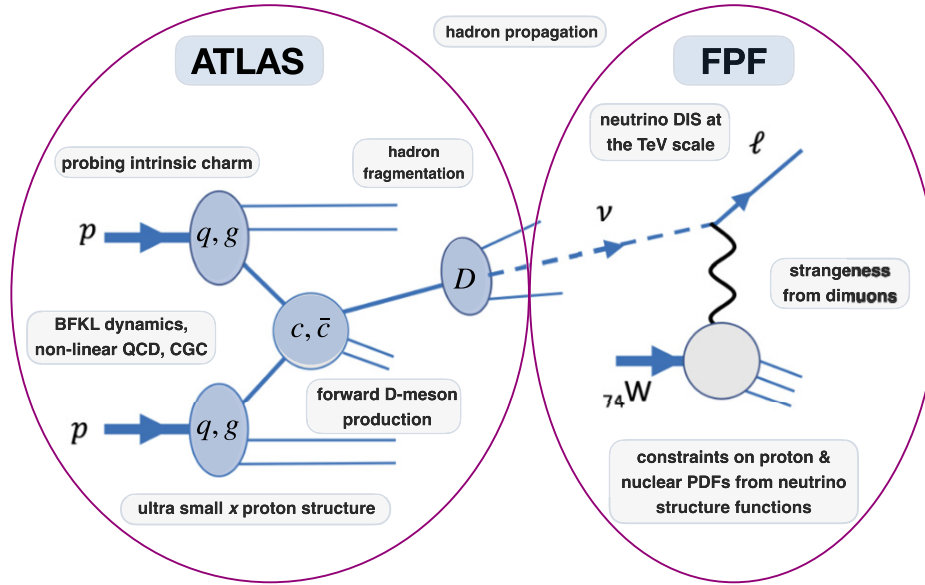 hadron propagation
ATLAS
FPF
neutrino DIS at
the TeV scale
ℓ
probing intrinsic charm
hadron
fragmentation
p
q, g
ν
D
strangeness
from dimuons
BFKL dynamics,
non-linear QCD, CGC
c, c̄
₇₄W
forward D-meson
production
p
q, g
constraints on proton &
nuclear PDFs from neutrino
structure functions
ultra small x proton structure